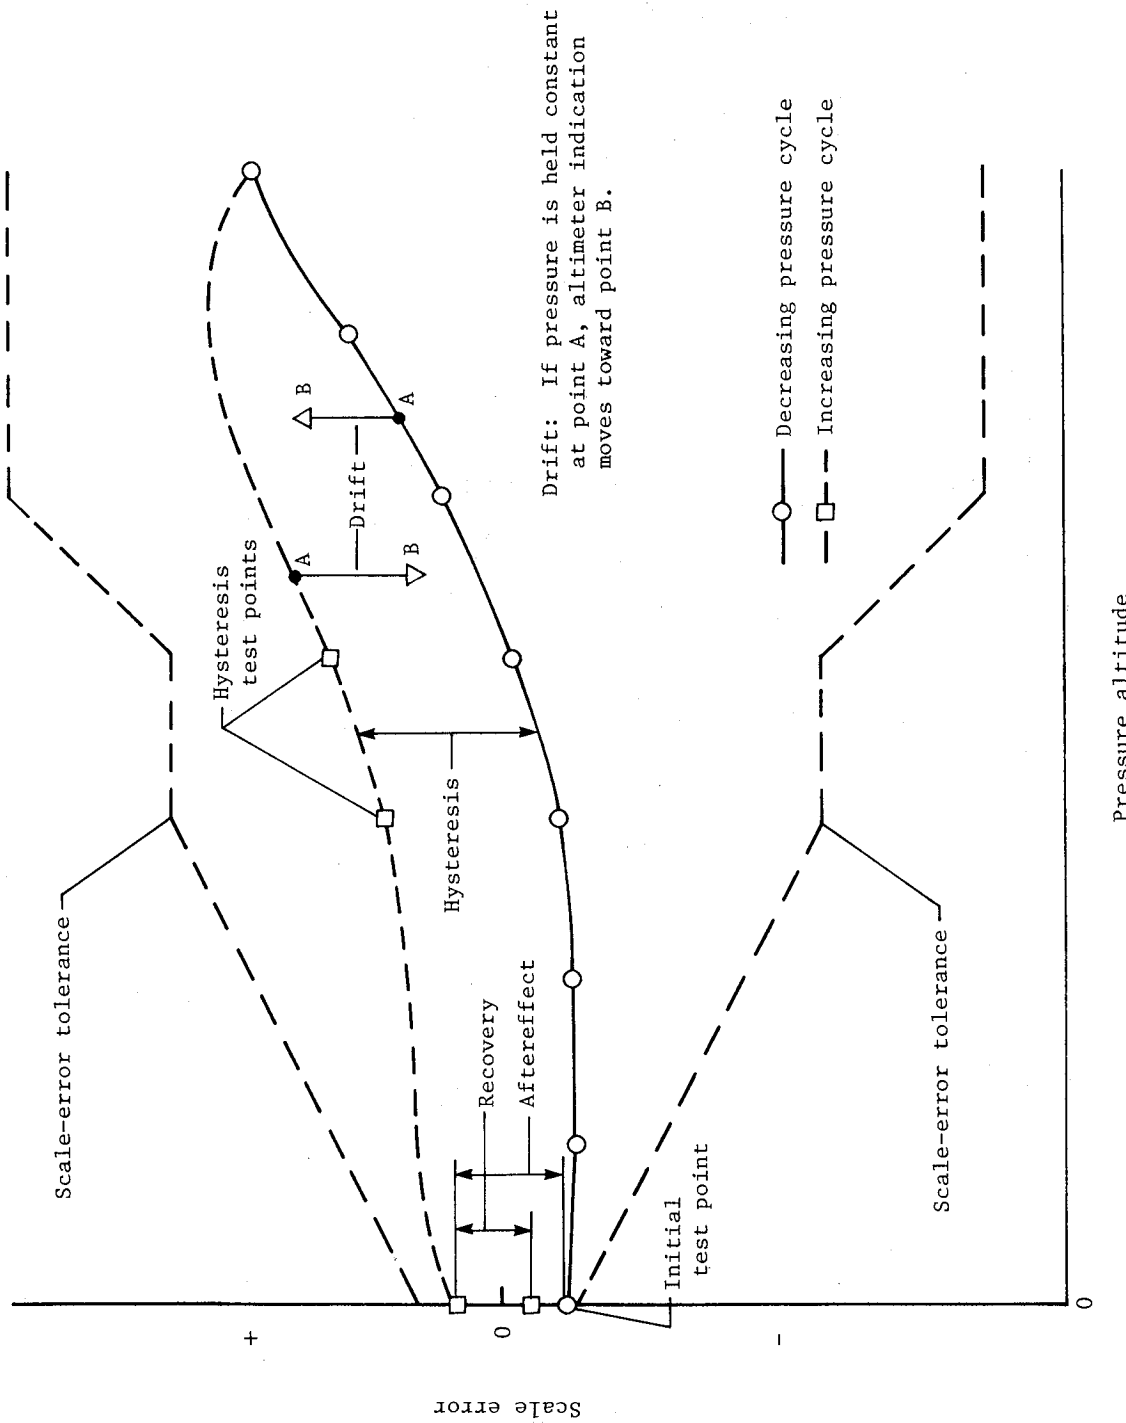 Scale-error tolerance
Hysteresis
test points
A
B
Drift
B
A
Hysteresis
Recovery
Aftereffect
Drift: If pressure is held constant
at point A, altimeter indication
moves toward point B.
Decreasing pressure cycle
Increasing pressure cycle
Initial
test point
Scale-error tolerance
+
0
-
Scale error
0
Pressure altitude